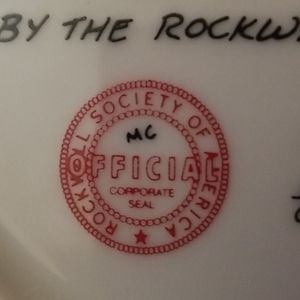 BY THE ROCKW
ROCKWELL SOCIETY OF AMERICA
MC
OFFICIAL
CORPORATE
SEAL